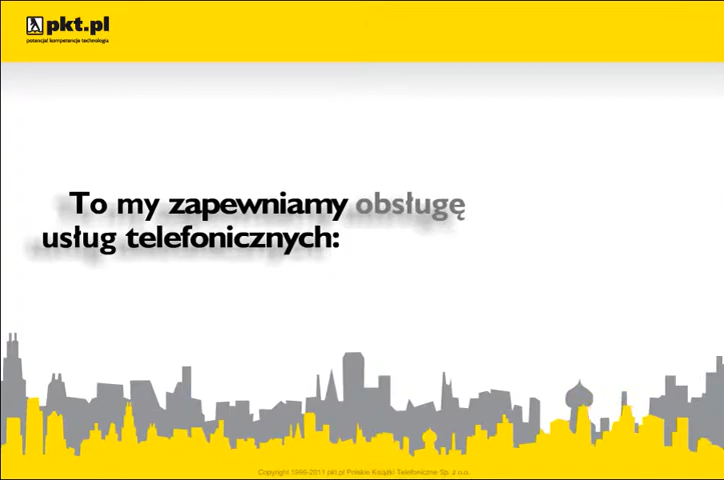 pkt.pl
potencjał kompetencja technologia
To my zapewniamy obsługę
usług telefonicznych:
Copyright 1996-2011 pkt.pl Polskie Książki Telefoniczne Sp. z o.o.